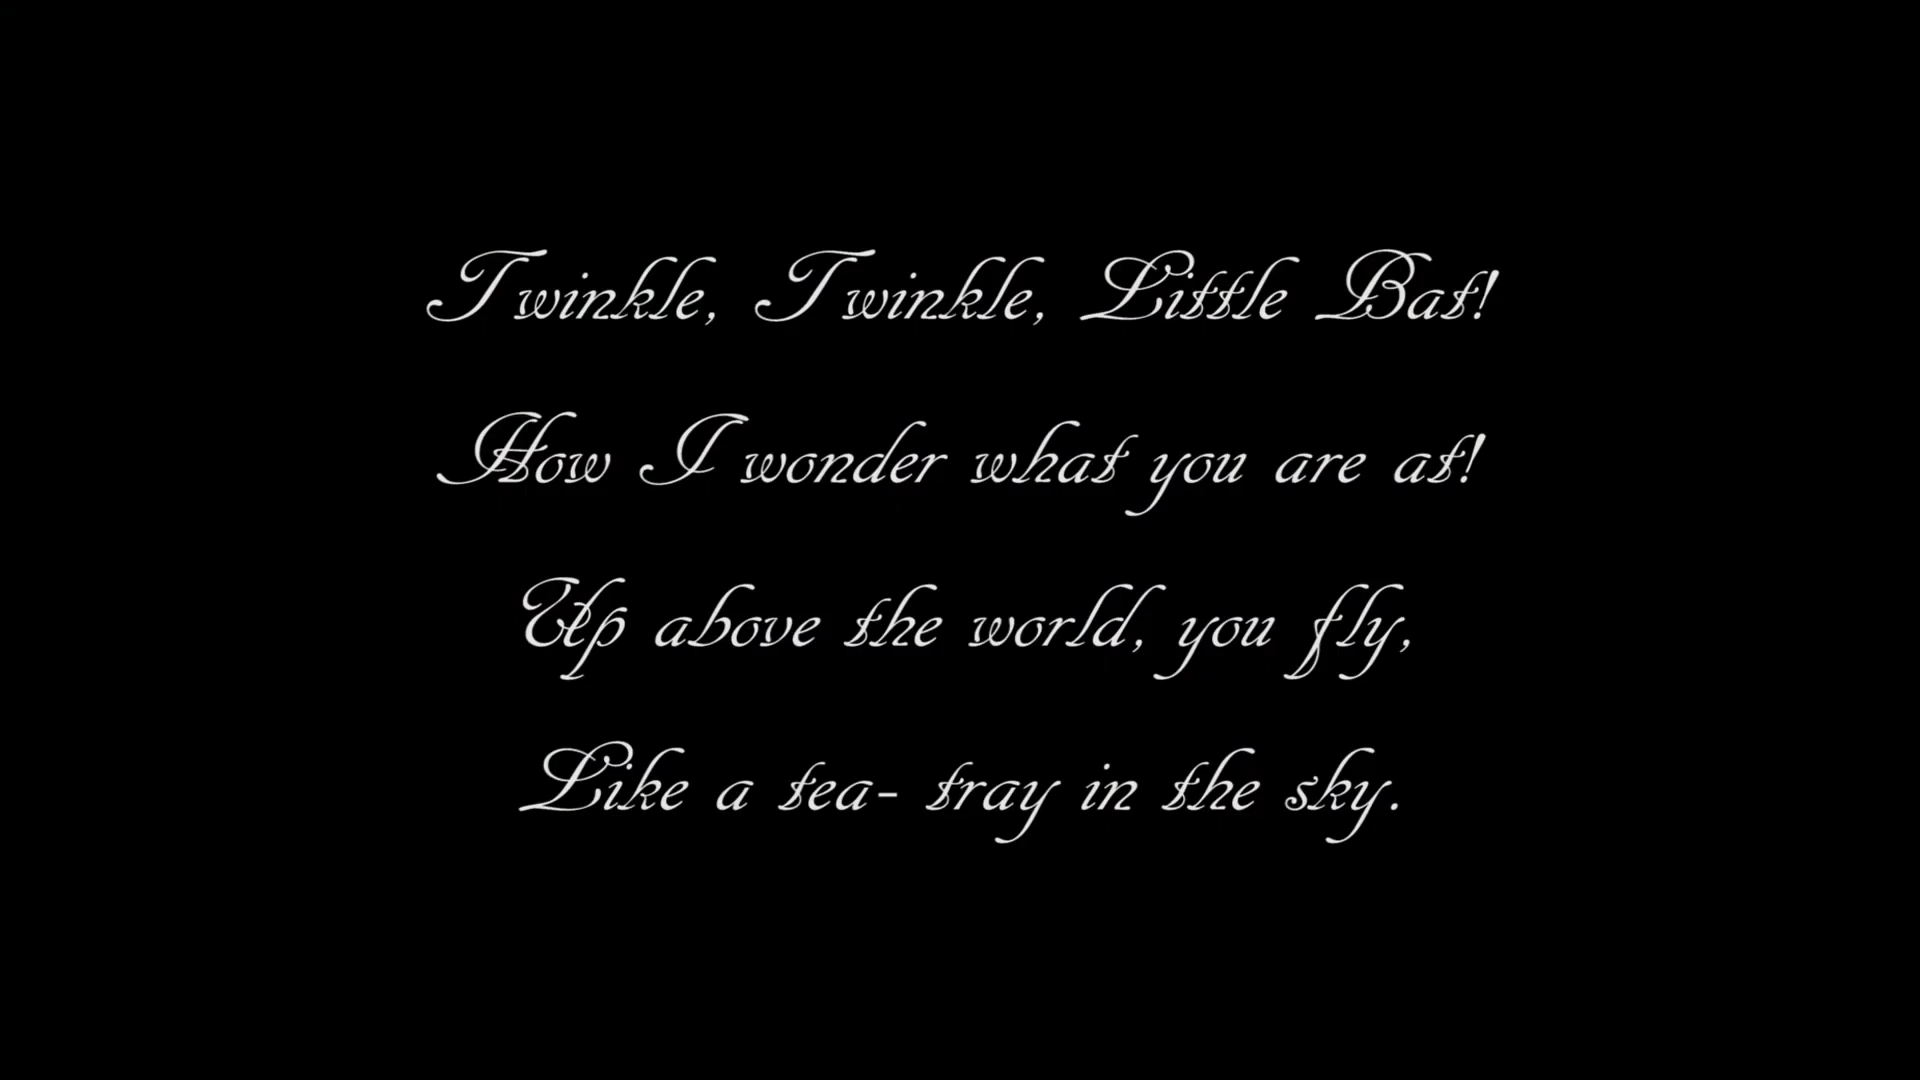 Twinkle, Twinkle, Little Bat!
How I wonder what you are at!
Up above the world, you fly,
Like a tea- tray in the sky.